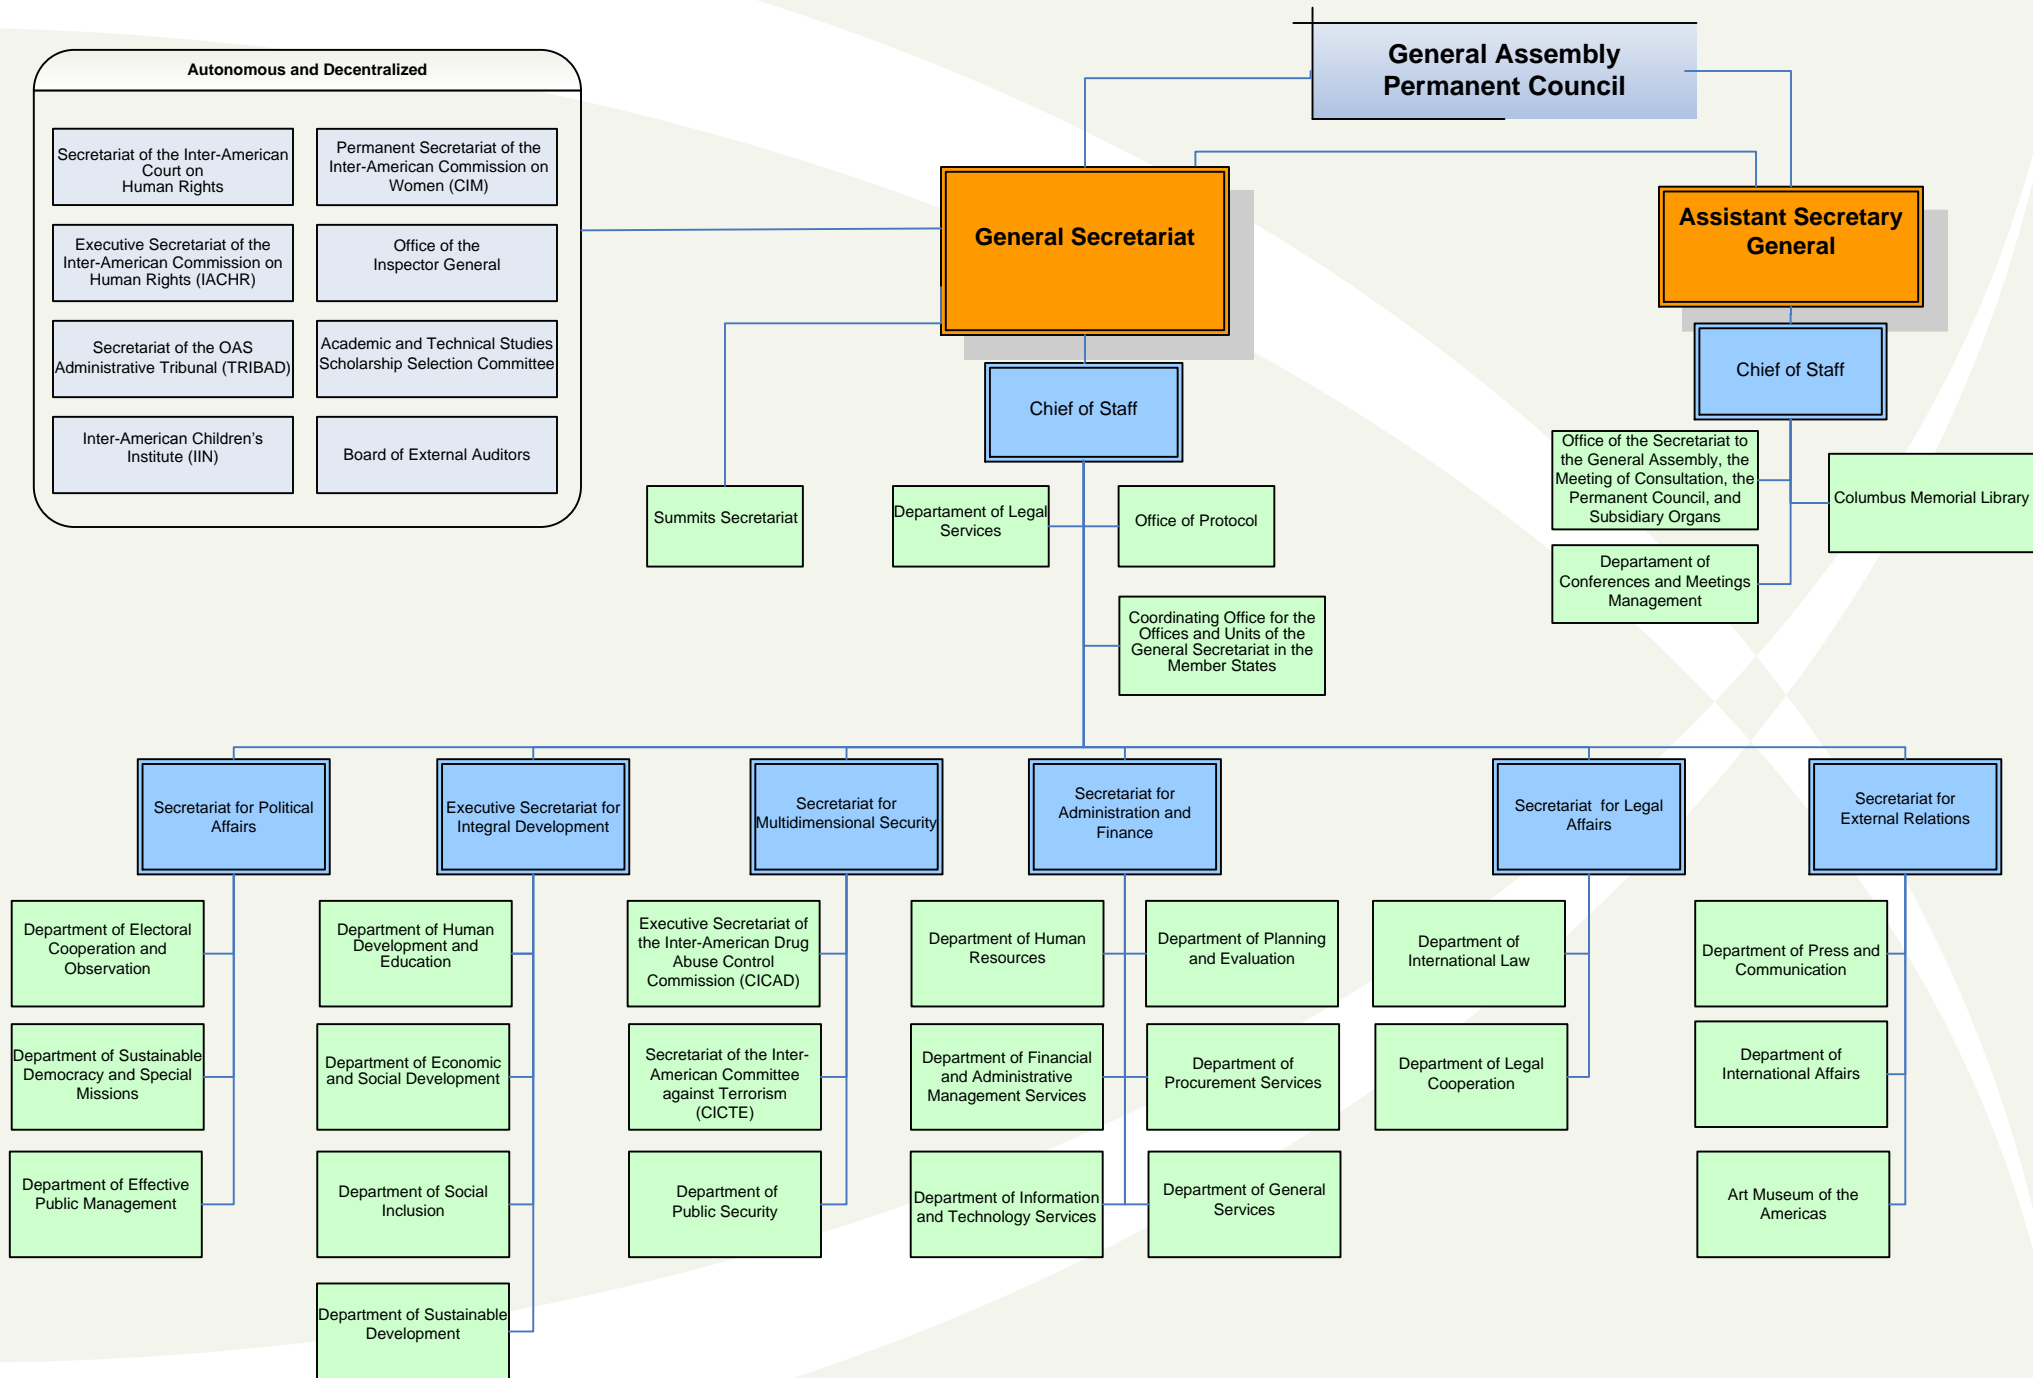 General Assembly
Permanent Council
Autonomous and Decentralized
Secretariat of the Inter-American
Court on
Human Rights
Permanent Secretariat of the
Inter-American Commission on
Women (CIM)
Executive Secretariat of the
Inter-American Commission on
Human Rights (IACHR)
Office of the
Inspector General
Secretariat of the OAS
Administrative Tribunal (TRIBAD)
Academic and Technical Studies
Scholarship Selection Committee
Inter-American Children's
Institute (IIN)
Board of External Auditors
General Secretariat
Assistant Secretary
General
Chief of Staff
Chief of Staff
Summits Secretariat
Departament of Legal
Services
Office of Protocol
Coordinating Office for the
Offices and Units of the
General Secretariat in the
Member States
Office of the Secretariat to
the General Assembly, the
Meeting of Consultation, the
Permanent Council, and
Subsidiary Organs
Columbus Memorial Library
Departament of
Conferences and Meetings
Management
Secretariat for Political
Affairs
Executive Secretariat for
Integral Development
Secretariat for
Multidimensional Security
Secretariat for
Administration and
Finance
Secretariat  for Legal
Affairs
Secretariat for
External Relations
Department of Electoral
Cooperation and
Observation
Department of Human
Development and
Education
Executive Secretariat of
the Inter-American Drug
Abuse Control
Commission (CICAD)
Department of Human
Resources
Department of Planning
and Evaluation
Department of
International Law
Department of Press and
Communication
Department of Sustainable
Democracy and Special
Missions
Department of Economic
and Social Development
Secretariat of the Inter-
American Committee
against Terrorism
(CICTE)
Department of Financial
and Administrative
Management Services
Department of
Procurement Services
Department of Legal
Cooperation
Department of
International Affairs
Department of Effective
Public Management
Department of Social
Inclusion
Department of
Public Security
Department of Information
and Technology Services
Department of General
Services
Art Museum of the
Americas
Department of Sustainable
Development